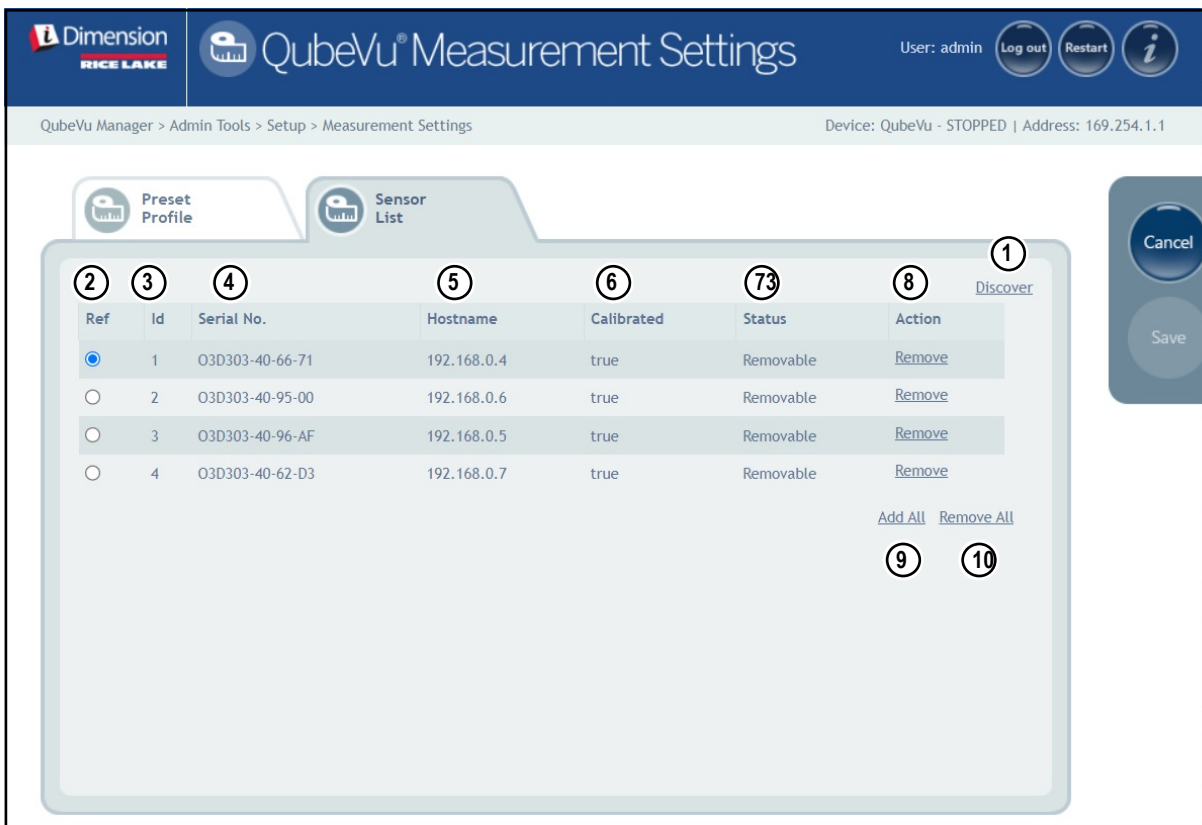 i Dimension
RICE LAKE
QubeVu® Measurement Settings
User: admin
Log out
Restart
i
QubeVu Manager > Admin Tools > Setup > Measurement Settings
Device: QubeVu - STOPPED | Address: 169.254.1.1
Preset
Profile
Sensor
List
Cancel
Save
1
Discover
2 3 4 5 6 73 8
Ref Id Serial No. Hostname Calibrated Status Action
1 O3D303-40-66-71 192.168.0.4 true Removable Remove
2 O3D303-40-95-00 192.168.0.6 true Removable Remove
3 O3D303-40-96-AF 192.168.0.5 true Removable Remove
4 O3D303-40-62-D3 192.168.0.7 true Removable Remove
Add All Remove All
9 10